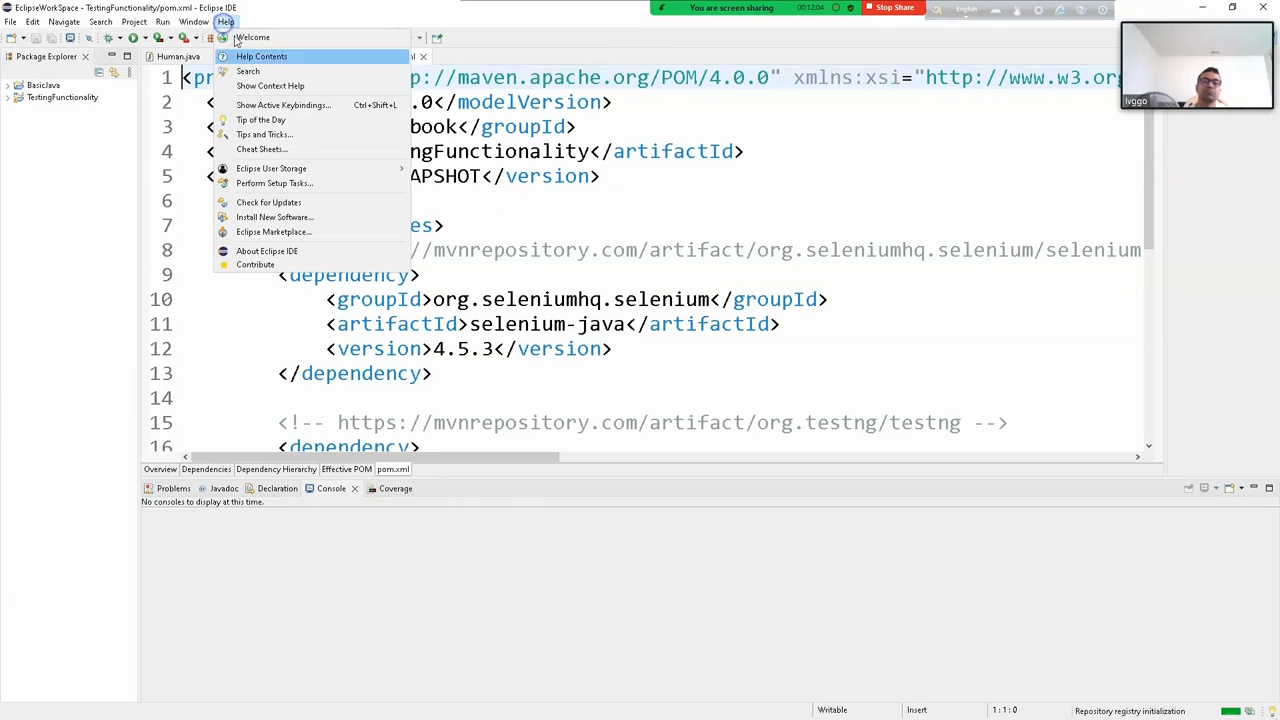 EclipseWorkSpace - TestingFunctionality/pom.xml - Eclipse IDE
You are screen sharing 00:12:04 Stop Share
English
File Edit Navigate Search Project Run Window Help
Package Explorer
Human.java
BasicJava
TestingFunctionality
Welcome
Help Contents
Search
Show Context Help
Show Active Keybindings... Ctrl+Shift+L
Tip of the Day
Tips and Tricks...
Cheat Sheets...
Eclipse User Storage
Perform Setup Tasks...
Check for Updates
Install New Software...
Eclipse Marketplace...
About Eclipse IDE
Contribute
lvggo
1 <pr p://maven.apache.org/POM/4.0.0" xmlns:xsi="http://www.w3.org
2 < .0</modelVersion>
3 < book</groupId>
4 < ngFunctionality</artifactId>
5 < APSHOT</version>
6
7 es>
8 //mvnrepository.com/artifact/org.seleniumhq.selenium/selenium
9 <dependency>
10 <groupId>org.seleniumhq.selenium</groupId>
11 <artifactId>selenium-java</artifactId>
12 <version>4.5.3</version>
13 </dependency>
14
15 <!-- https://mvnrepository.com/artifact/org.testng/testng -->
16 <dependency>
Overview Dependencies Dependency Hierarchy Effective POM pom.xml
Problems Javadoc Declaration Console Coverage
No consoles to display at this time.
Writable Insert 1 : 1 : 0 Repository registry initialization